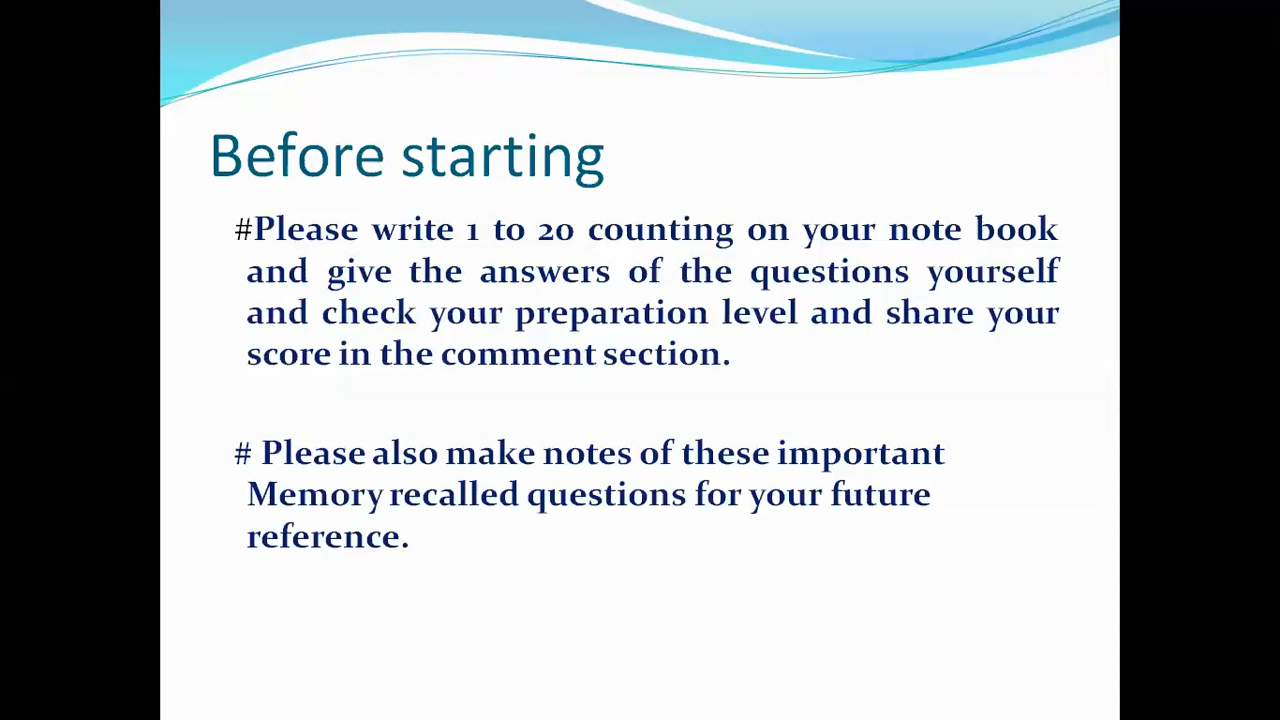 Before starting
#Please write 1 to 20 counting on your note book
and give the answers of the questions yourself
and check your preparation level and share your
score in the comment section.
# Please also make notes of these important
Memory recalled questions for your future
reference.